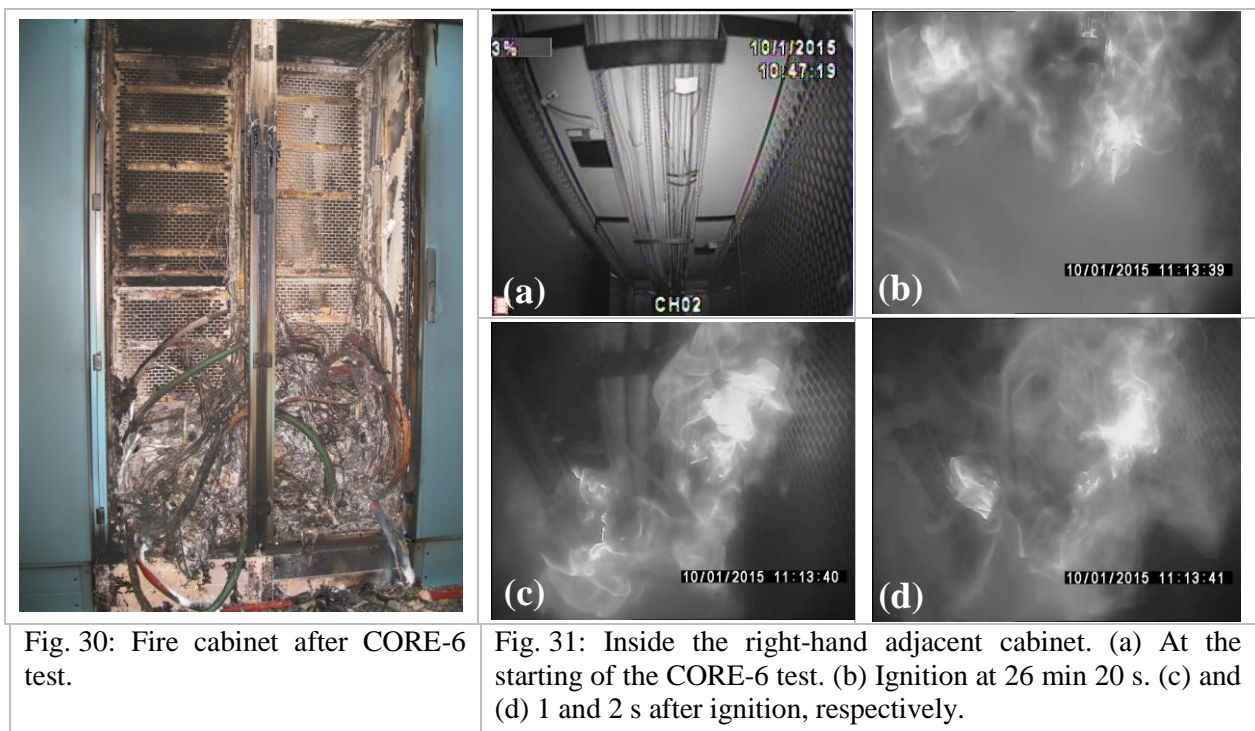 3%
10/1/2015
10:47:19
(a)
CH02
10/01/2015 11:13:39
(b)
10/01/2015 11:13:40
(c)
10/01/2015 11:13:41
(d)
Fig. 30: Fire cabinet after CORE-6
test.
Fig. 31: Inside the right-hand adjacent cabinet. (a) At the
starting of the CORE-6 test. (b) Ignition at 26 min 20 s. (c) and
(d) 1 and 2 s after ignition, respectively.